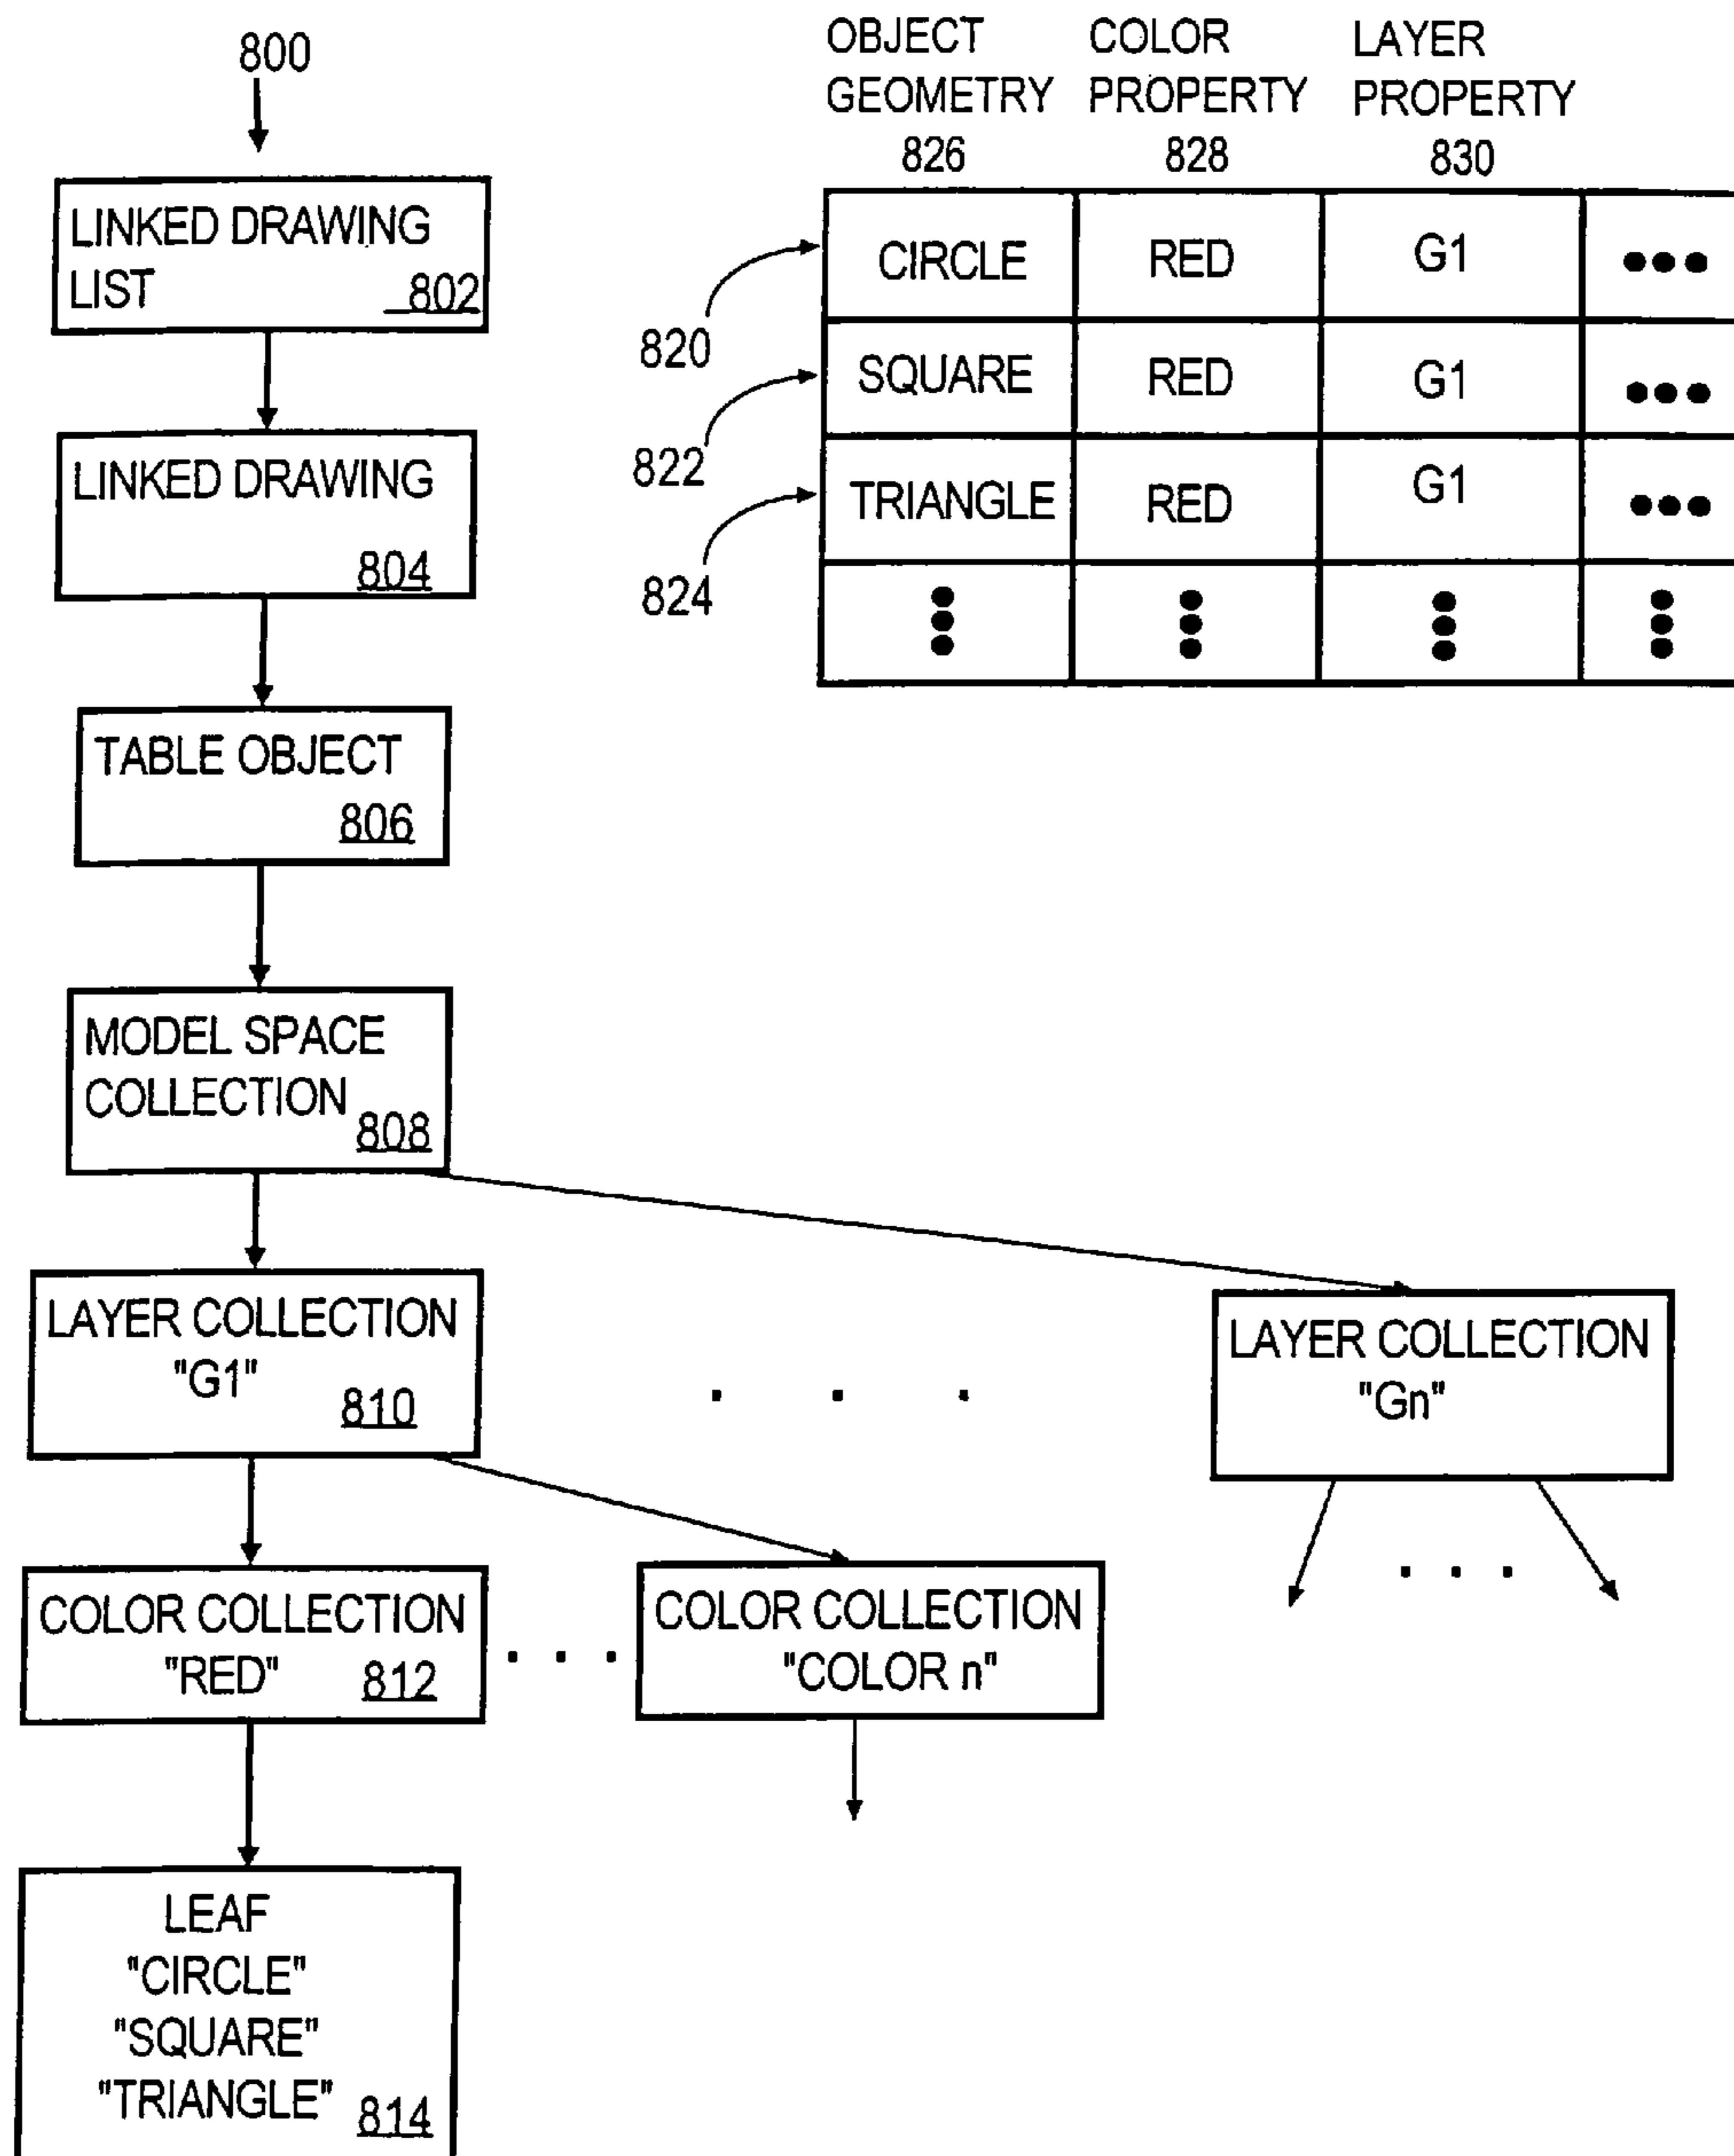 800
LINKED DRAWING
LIST 802
LINKED DRAWING
804
TABLE OBJECT
806
MODEL SPACE
COLLECTION 808
LAYER COLLECTION
"G1" 810
LAYER COLLECTION
"Gn"
COLOR COLLECTION
"RED" 812
COLOR COLLECTION
"COLOR n"
LEAF
"CIRCLE"
"SQUARE"
"TRIANGLE" 814
OBJECT COLOR LAYER
GEOMETRY PROPERTY PROPERTY
826 828 830
820 CIRCLE RED G1
822 SQUARE RED G1
824 TRIANGLE RED G1